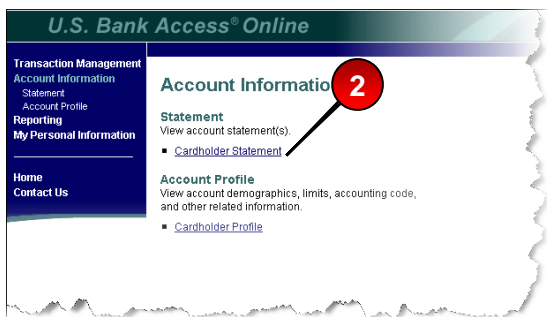 U.S. Bank Access® Online
Transaction Management
Account Information
Statement
Account Profile
Reporting
My Personal Information
Home
Contact Us
Account Informatio
2
Statement
View account statement(s).
Cardholder Statement
Account Profile
View account demographics, limits, accounting code,
and other related information.
Cardholder Profile